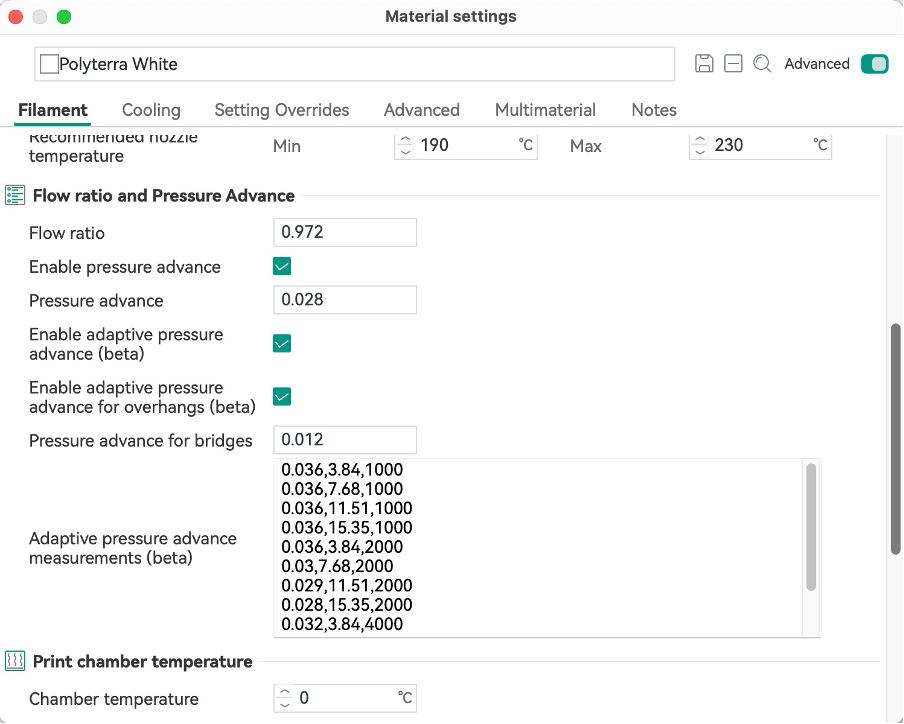 Material settings
Polyterra White
Advanced
Filament Cooling Setting Overrides Advanced Multimaterial Notes
Recommended nozzle
temperature
Min 190 °C Max 230 °C
Flow ratio and Pressure Advance
Flow ratio 0.972
Enable pressure advance
Pressure advance 0.028
Enable adaptive pressure
advance (beta)
Enable adaptive pressure
advance for overhangs (beta)
Pressure advance for bridges 0.012
Adaptive pressure advance
measurements (beta)
0.036,3.84,1000
0.036,7.68,1000
0.036,11.51,1000
0.036,15.35,1000
0.036,3.84,2000
0.03,7.68,2000
0.029,11.51,2000
0.028,15.35,2000
0.032,3.84,4000
Print chamber temperature
Chamber temperature 0 °C